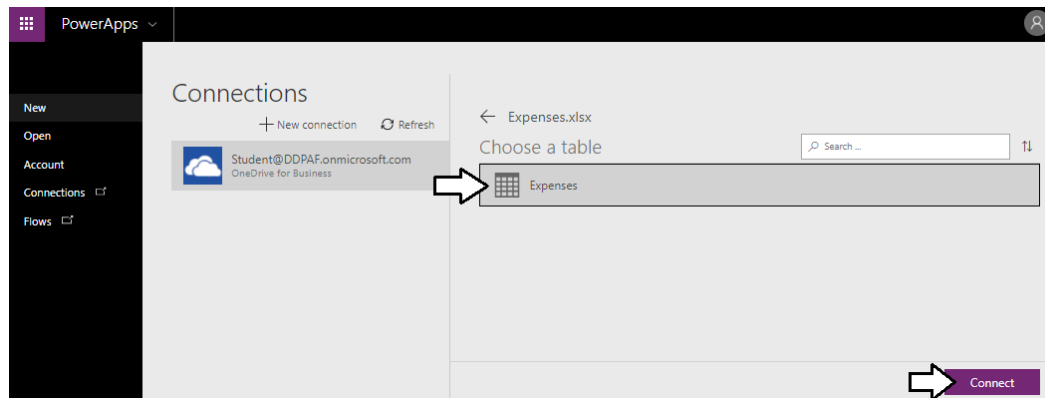 PowerApps
New
Open
Account
Connections
Flows
Connections
New connection
Refresh
Student@DDPAF.onmicrosoft.com
OneDrive for Business
Expenses.xlsx
Choose a table
Search ...
Expenses
Connect